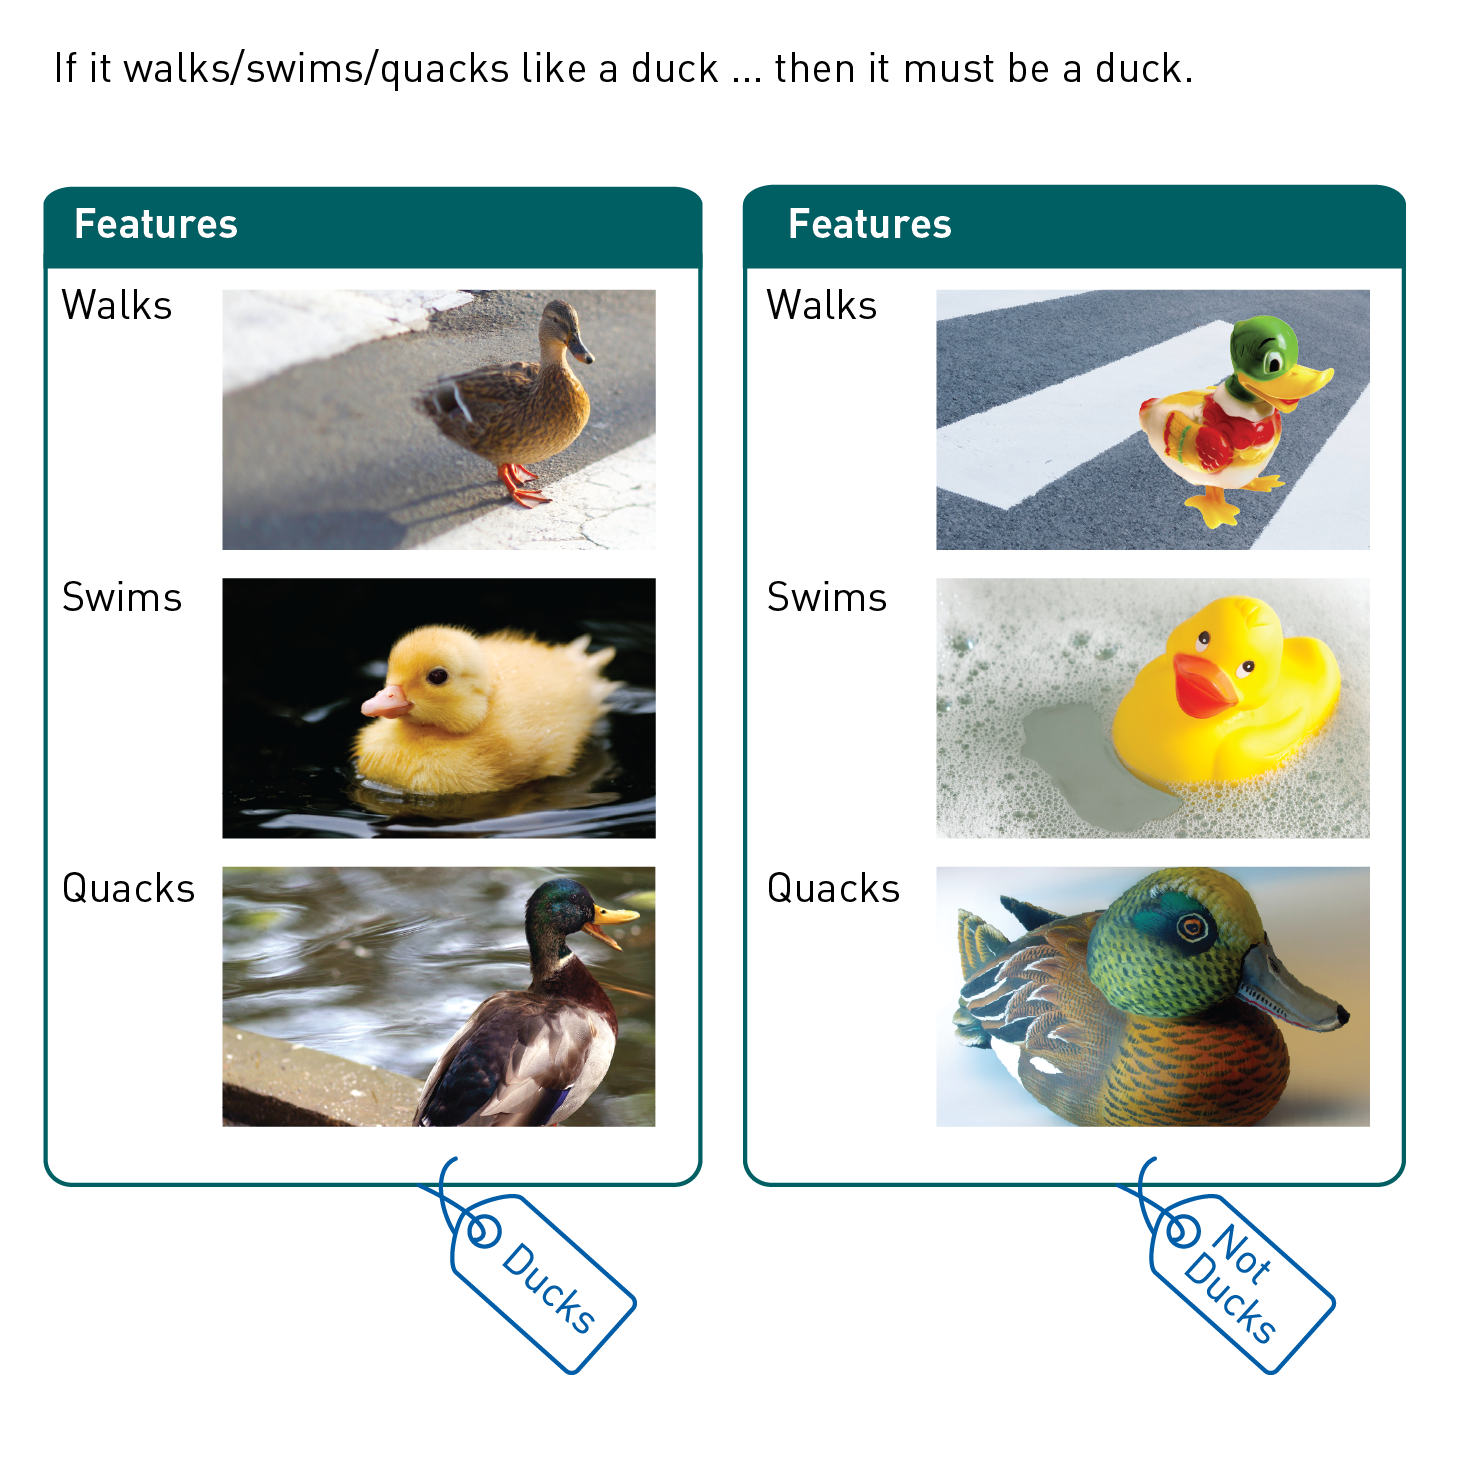 If it walks/swims/quacks like a duck ... then it must be a duck.
Features
Walks
Swims
Quacks
Ducks
Features
Walks
Swims
Quacks
Not
Ducks